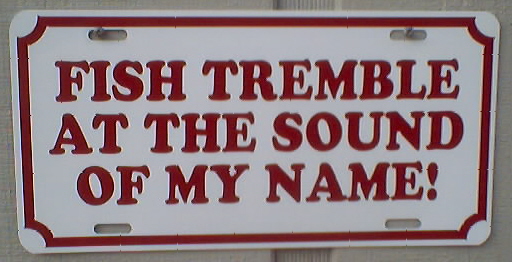 FISH TREMBLE
AT THE SOUND
OF MY NAME!